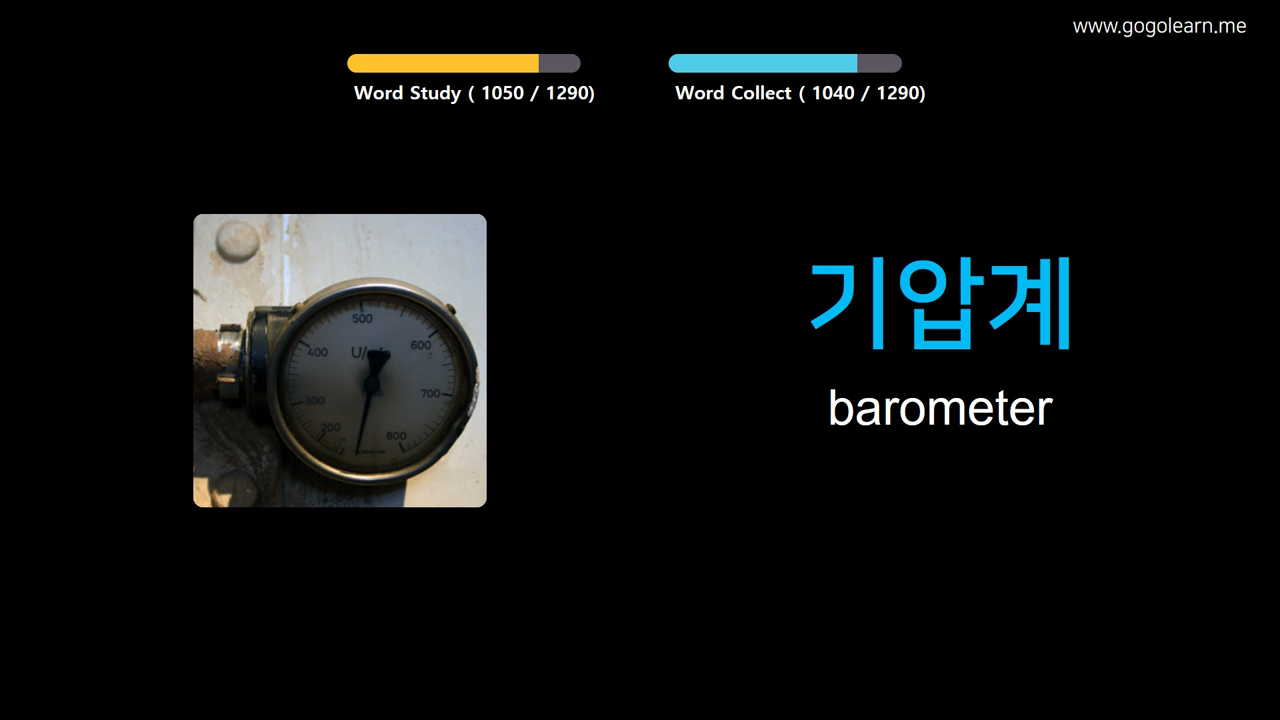 www.gogolearn.me
Word Study ( 1050 / 1290)
Word Collect ( 1040 / 1290)
기압계
barometer
500
400
600
300
700
200
800